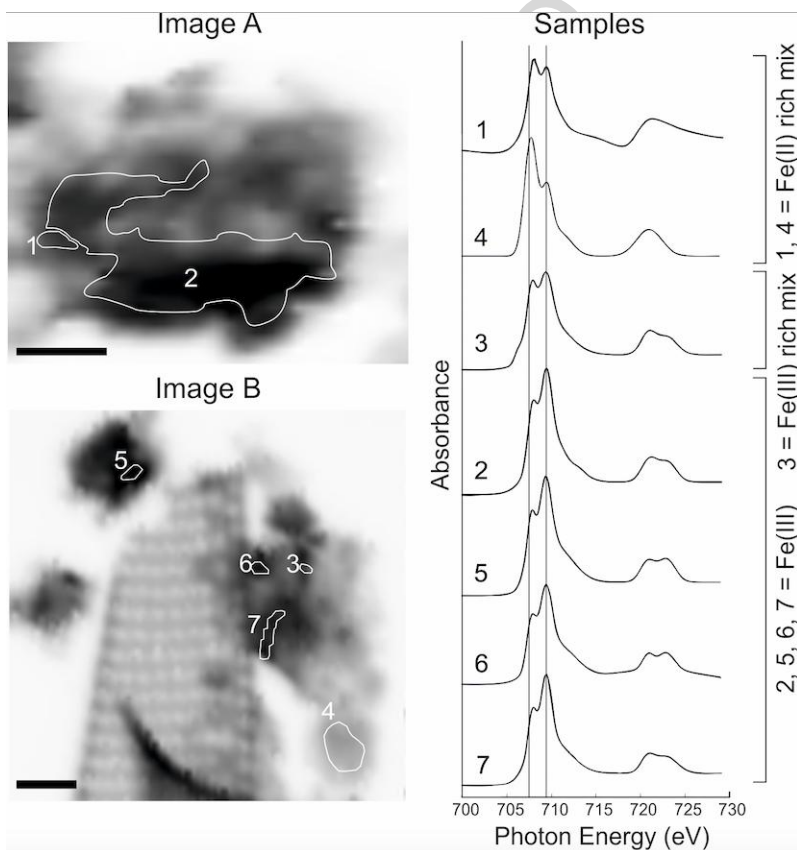 Image A
1
2
Image B
5
6
3
7
4
Samples
1
4
3
2
5
6
7
Absorbance
700 705 710 715 720 725 730
Photon Energy (eV)
1, 4 = Fe(II) rich mix
3 = Fe(III) rich mix
2, 5, 6, 7 = Fe(III)